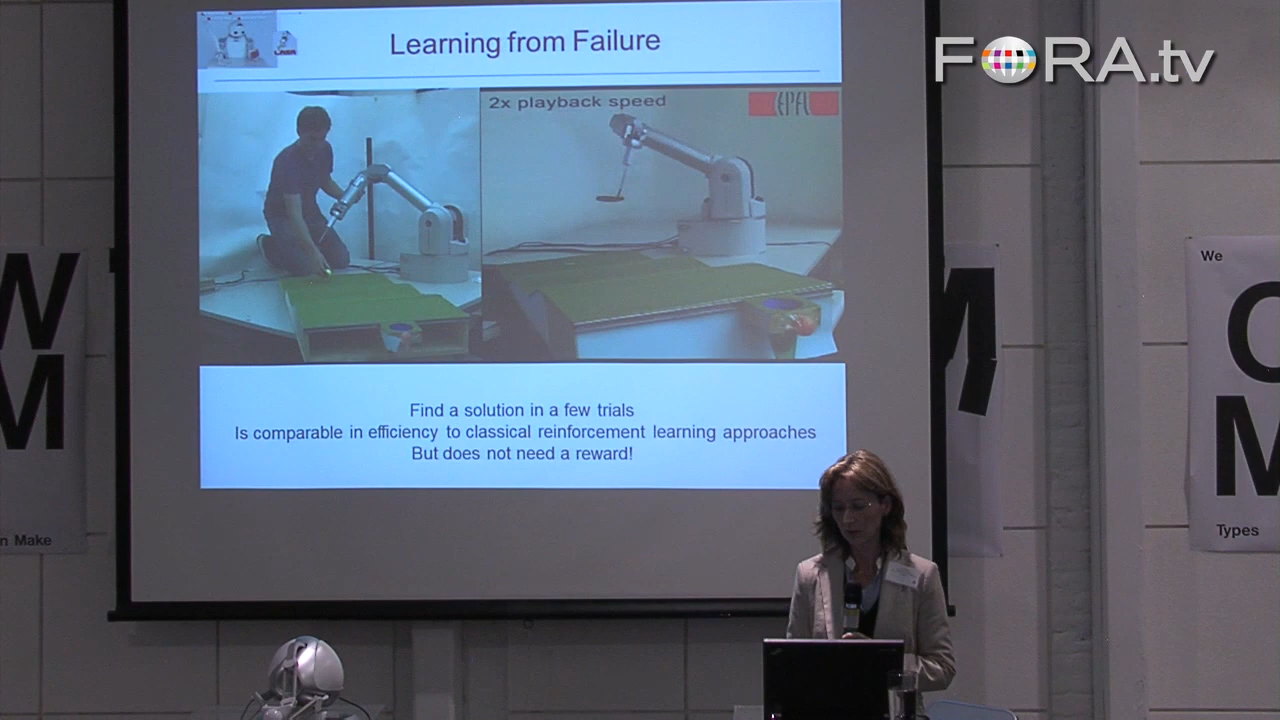 Learning from Failure
FORA.tv
2x playback speed
EPFL
LASA
Find a solution in a few trials
Is comparable in efficiency to classical reinforcement learning approaches
But does not need a reward!
W
M
n Make
M
We
O
M
Types